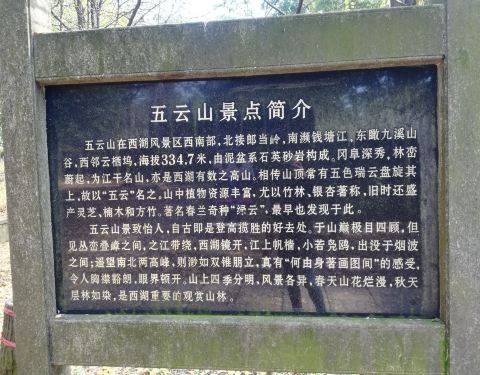 五云山景点简介
五云山在西湖风景区西南部,北接郎当岭,南濒钱塘江,东瞰九溪山
谷,西邻云栖坞,海拔334.7米,由泥盆系石英砂岩构成。冈阜深秀,林峦
蔚起,为江干名山,亦是西湖有数之高山。相传山顶常有五色瑞云盘旋其
上,故以“五云”名之。山中植物资源丰富,尤以竹林、银杏著称,旧时还盛
产灵芝、楠木和方竹。著名春兰奇种“绿云”,最早也发现于此。
五云山景致怡人,自古即是登高揽胜的好去处。于山巅极目四顾,但
见丛峦叠嶂之间,之江带绕,西湖镜开,江上帆樯,小若凫鸥,出没于烟波
之间;遥望南北两高峰,则渺如双椎朋立,真有“何由身著画图间”的感受,
令人胸襟豁朗,眼界顿开。山上四季分明,风景各异,春天山花烂漫,秋天
层林如染,是西湖重要的观赏山林。